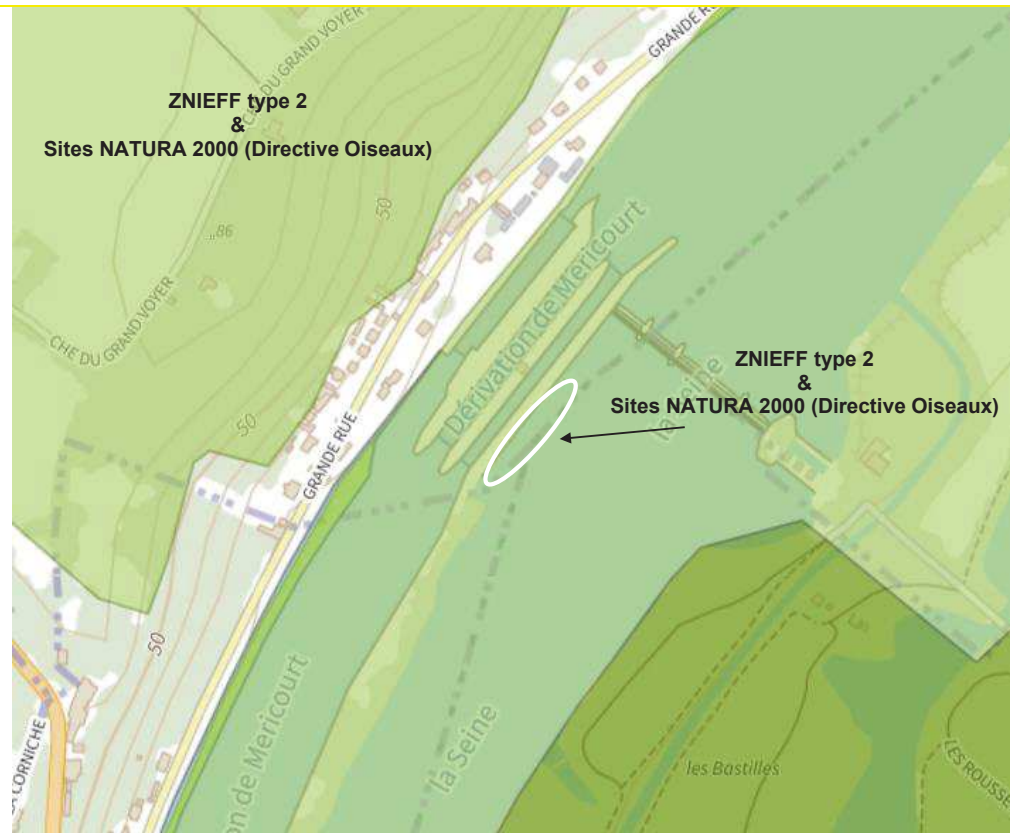 GRANDE RU
CHE DU GRAND VOYER
ZNIEFF type 2
&
Sites NATURA 2000 (Directive Oiseaux)
50
86
Dérivation de Méricourt
CHE DU GRAND VOYER
la Seine
ZNIEFF type 2
&
Sites NATURA 2000 (Directive Oiseaux)
50
GRANDE RUE
50
la Seine
on de Mericourt
les Bastilles
LES ROUSSE
A CORNICHE